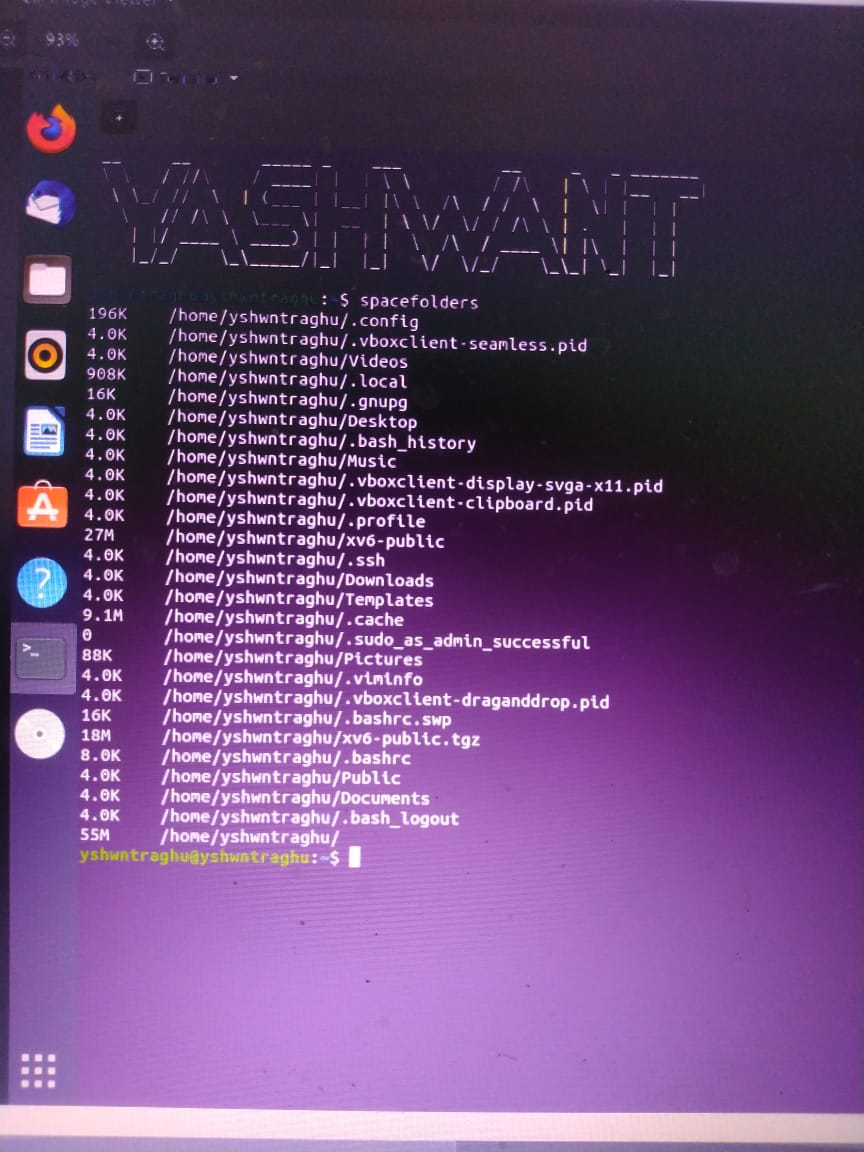 93%
YASHWANT
:~$ spacefolders
196K /home/yshwntraghu/.config
4.0K /home/yshwntraghu/.vboxclient-seamless.pid
4.0K /home/yshwntraghu/Videos
908K /home/yshwntraghu/.local
16K /home/yshwntraghu/.gnupg
4.0K /home/yshwntraghu/Desktop
4.0K /home/yshwntraghu/.bash_history
4.0K /home/yshwntraghu/Music
4.0K /home/yshwntraghu/.vboxclient-display-svga-x11.pid
4.0K /home/yshwntraghu/.vboxclient-clipboard.pid
4.0K /home/yshwntraghu/.profile
27M /home/yshwntraghu/xv6-public
4.0K /home/yshwntraghu/.ssh
4.0K /home/yshwntraghu/Downloads
4.0K /home/yshwntraghu/Templates
9.1M /home/yshwntraghu/.cache
0 /home/yshwntraghu/.sudo_as_admin_successful
88K /home/yshwntraghu/Pictures
4.0K /home/yshwntraghu/.viminfo
4.0K /home/yshwntraghu/.vboxclient-draganddrop.pid
16K /home/yshwntraghu/.bashrc.swp
18M /home/yshwntraghu/xv6-public.tgz
8.0K /home/yshwntraghu/.bashrc
4.0K /home/yshwntraghu/Public
4.0K /home/yshwntraghu/Documents
4.0K /home/yshwntraghu/.bash_logout
55M /home/yshwntraghu/
yshwntraghu@yshwntraghu:~$